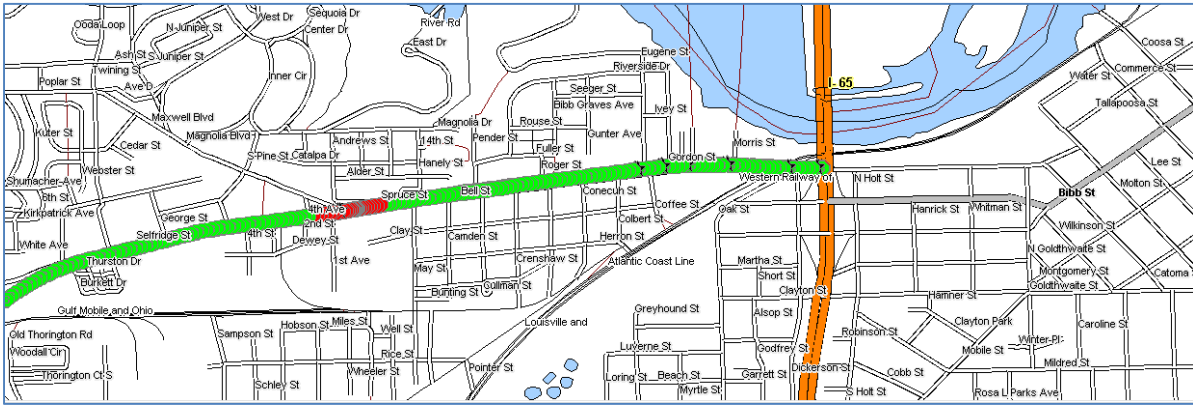 Ooda Loop
N Juniper St
West Dr
Sequoia Dr
Center Dr
River Rd
East Dr
Ash St
S Juniper St
Twining St
Poplar St
Ave D
Inner Cir
Eugene St
Riverside Dr
Seeger St
Bibb Graves Ave
Ivey St
I- 65
Coosa St
Commerce St
Water St
Tallapoosa St
Maxwell Blvd
Magnolia Blvd
Magnolia Dr
Rouse St
Gunter Ave
Kuter St
Cedar St
Andrews St
14th St
Pender St
Fuller St
Morris St
S Pine St
Catalpa Dr
Hanely St
Roger St
Gordon St
Lee St
Webster St
Alder St
Western Railway of
N Holt St
Molton St
Shumacher Ave
6th St
Spruce St
Bell St
Conecuh St
Bibb St
Kirkpatrick Ave
George St
4th Ave
2nd St
Coffee St
Oak St
Hanrick St
Whitman St
Wilkinson St
Selfridge St
4th St
Clay St
Camden St
Colbert St
Herron St
White Ave
Dewey St
N Goldthwaite St
Thurston Dr
1st Ave
May St
Crenshaw St
Atlantic Coast Line
Martha St
Short St
Montgomery St
Catoma
Burkett Dr
Bunting St
Cullman St
Clayton St
Goldthwaite St
Hamner St
Gulf Mobile and Ohio
Greyhound St
Alsop St
Clayton Park
Caroline St
Old Thorington Rd
Sampson St
Hobson St
Miles St
Well St
Louisville and
Robinson St
Winter-Pl
Woodall Cir
Rice St
Luverne St
Godfrey St
Mobile St
Mildred St
Thorington Ct S
Wheeler St
Pointer St
Loring St
Beach St
Garrett St
Dickerson St
Cobb St
Schley St
Myrtle St
S Holt St
Rosa L Parks Ave